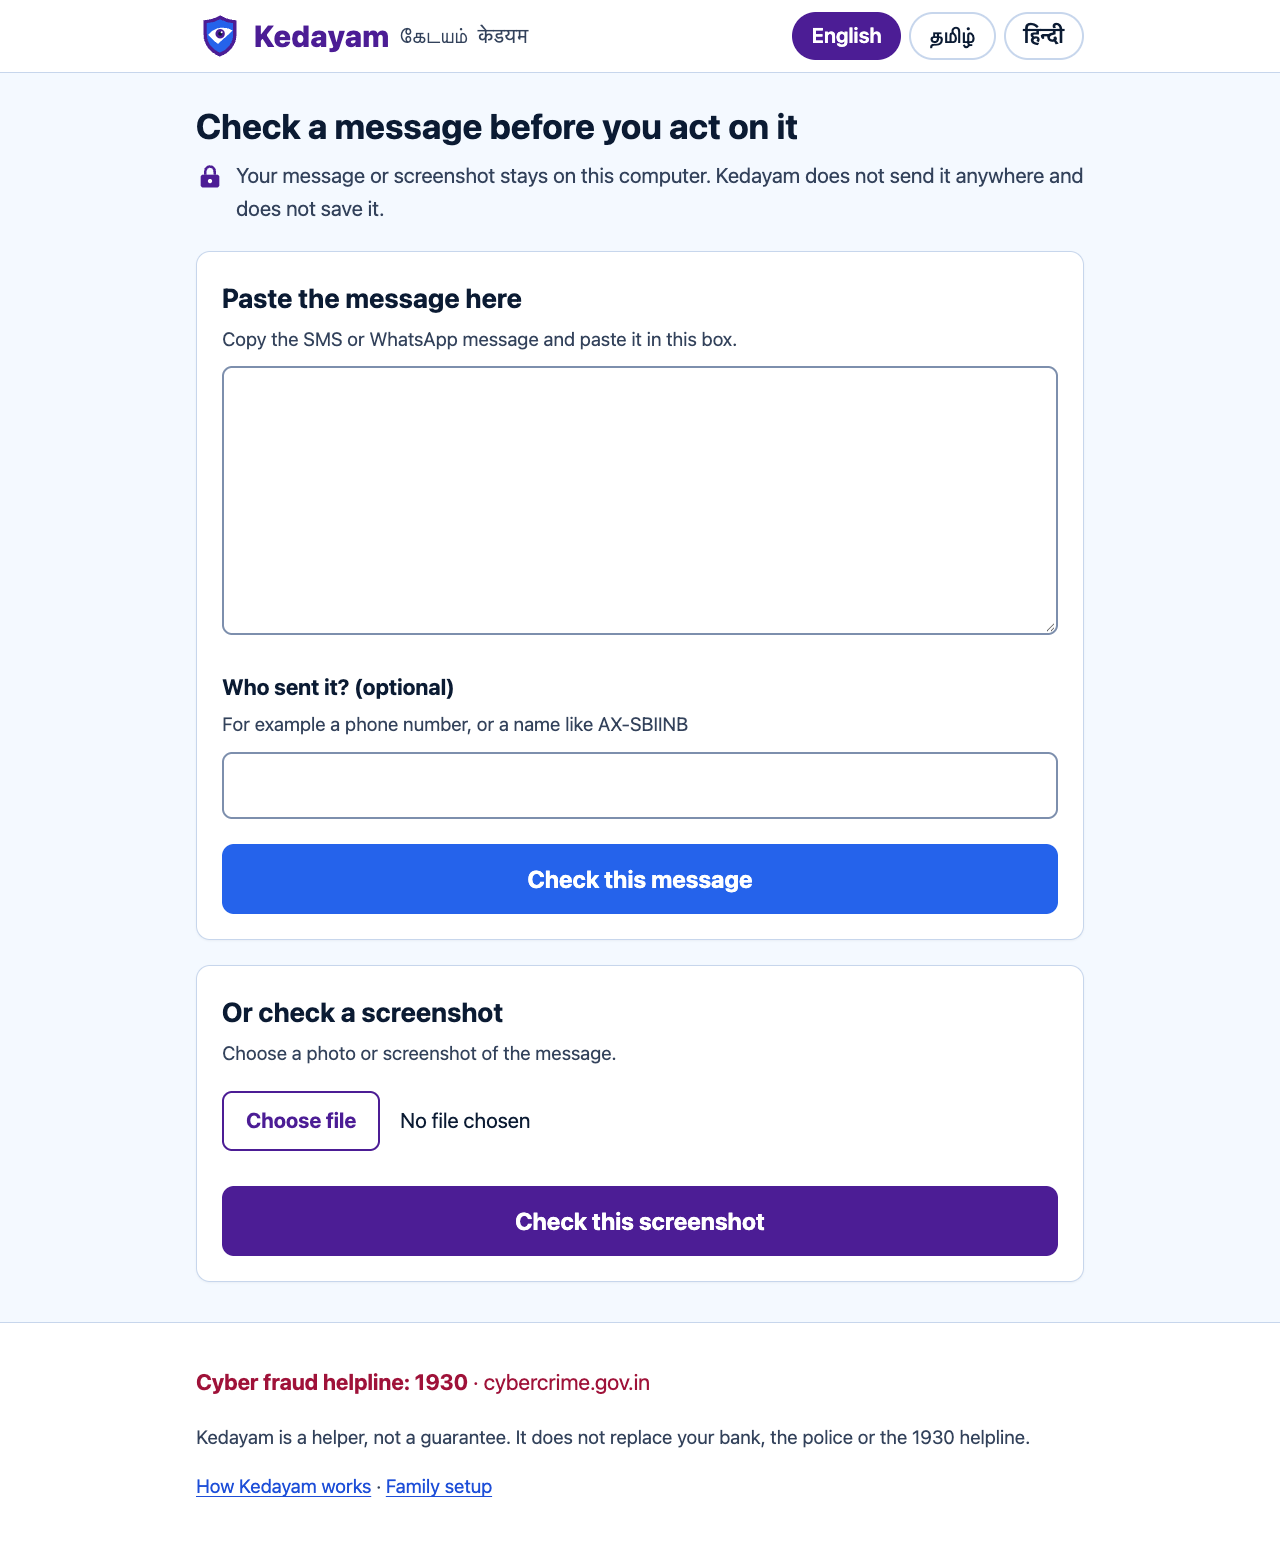 Kedayam கேடயம் केडयम
English தமிழ் हिन्दी
Check a message before you act on it
Your message or screenshot stays on this computer. Kedayam does not send it anywhere and
does not save it.
Paste the message here
Copy the SMS or WhatsApp message and paste it in this box.
Who sent it? (optional)
For example a phone number, or a name like AX-SBIINB
Check this message
Or check a screenshot
Choose a photo or screenshot of the message.
Choose file No file chosen
Check this screenshot
Cyber fraud helpline: 1930 · cybercrime.gov.in
Kedayam is a helper, not a guarantee. It does not replace your bank, the police or the 1930 helpline.
How Kedayam works · Family setup